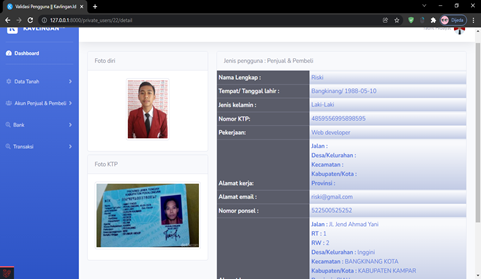 Validasi Pengguna || Kavlingan.Id
127.0.0.1:8000/private_users/22/detail
Dijeda
KAVLINGAN
Dashboard
Data Tanah
Akun Penjual & Pembeli
Bank
Transaksi
Foto diri
Foto KTP
Jenis pengguna : Penjual & Pembeli
Nama Lengkap : Riski
Tempat/ Tanggal lahir : Bangkinang/ 1988-05-10
Jenis kelamin : Laki-Laki
Nomor KTP: 4859556995898595
Pekerjaan: Web developer
Alamat kerja:
Jalan :
Desa/Kelurahan :
Kecamatan :
Kabupaten/Kota :
Provinsi :
Alamat email : riski@gmail.com
Nomor ponsel : 522500525252
Jalan : Jl. Jend Ahmad Yani
RT : 1
RW : 2
Desa/Kelurahan : Inggini
Kecamatan : BANGKINANG KOTA
Kabupaten/Kota : KABUPATEN KAMPAR